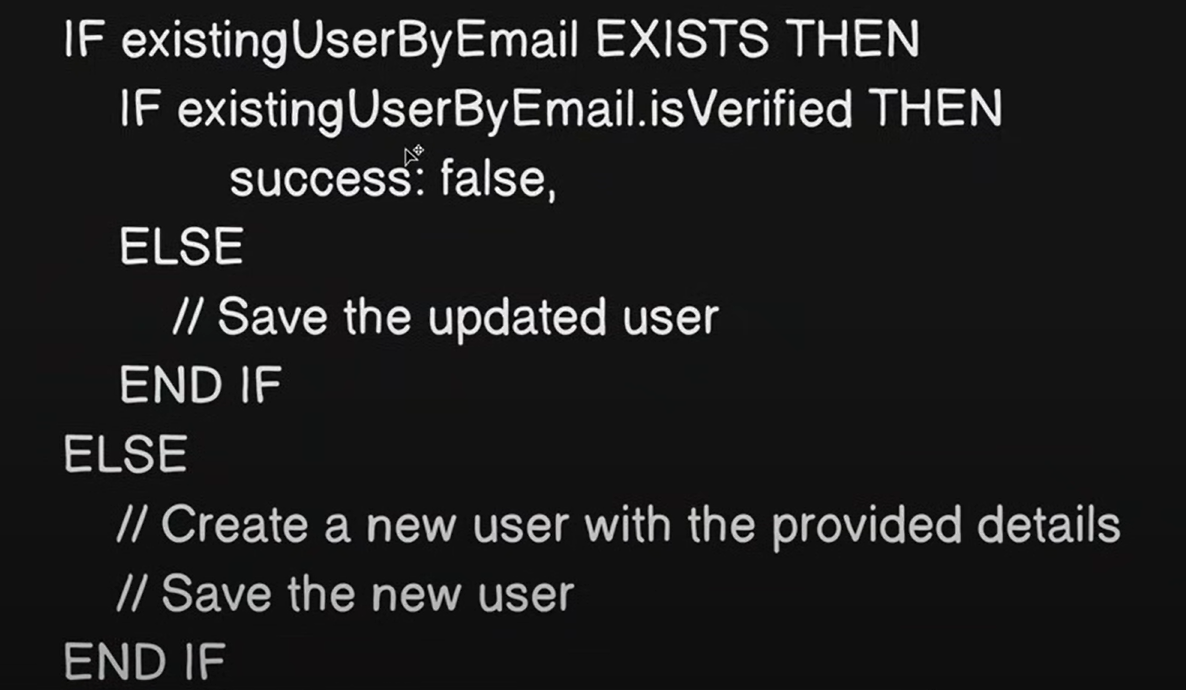 IF existingUserByEmail EXISTS THEN
IF existingUserByEmail.isVerified THEN
success: false,
ELSE
// Save the updated user
END IF
ELSE
// Create a new user with the provided details
// Save the new user
END IF